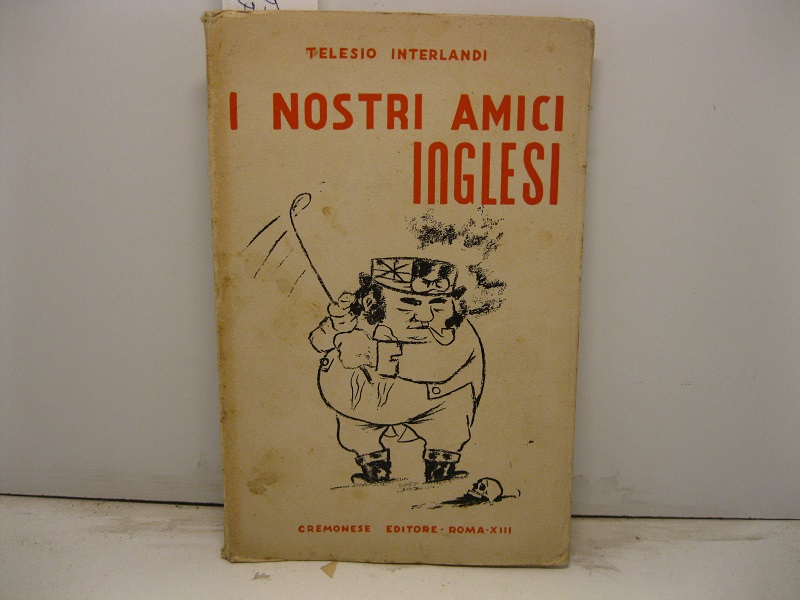 TELESIO INTERLANDI
I NOSTRI AMICI
INGLESI
CREMONESE EDITORE - ROMA - XIII